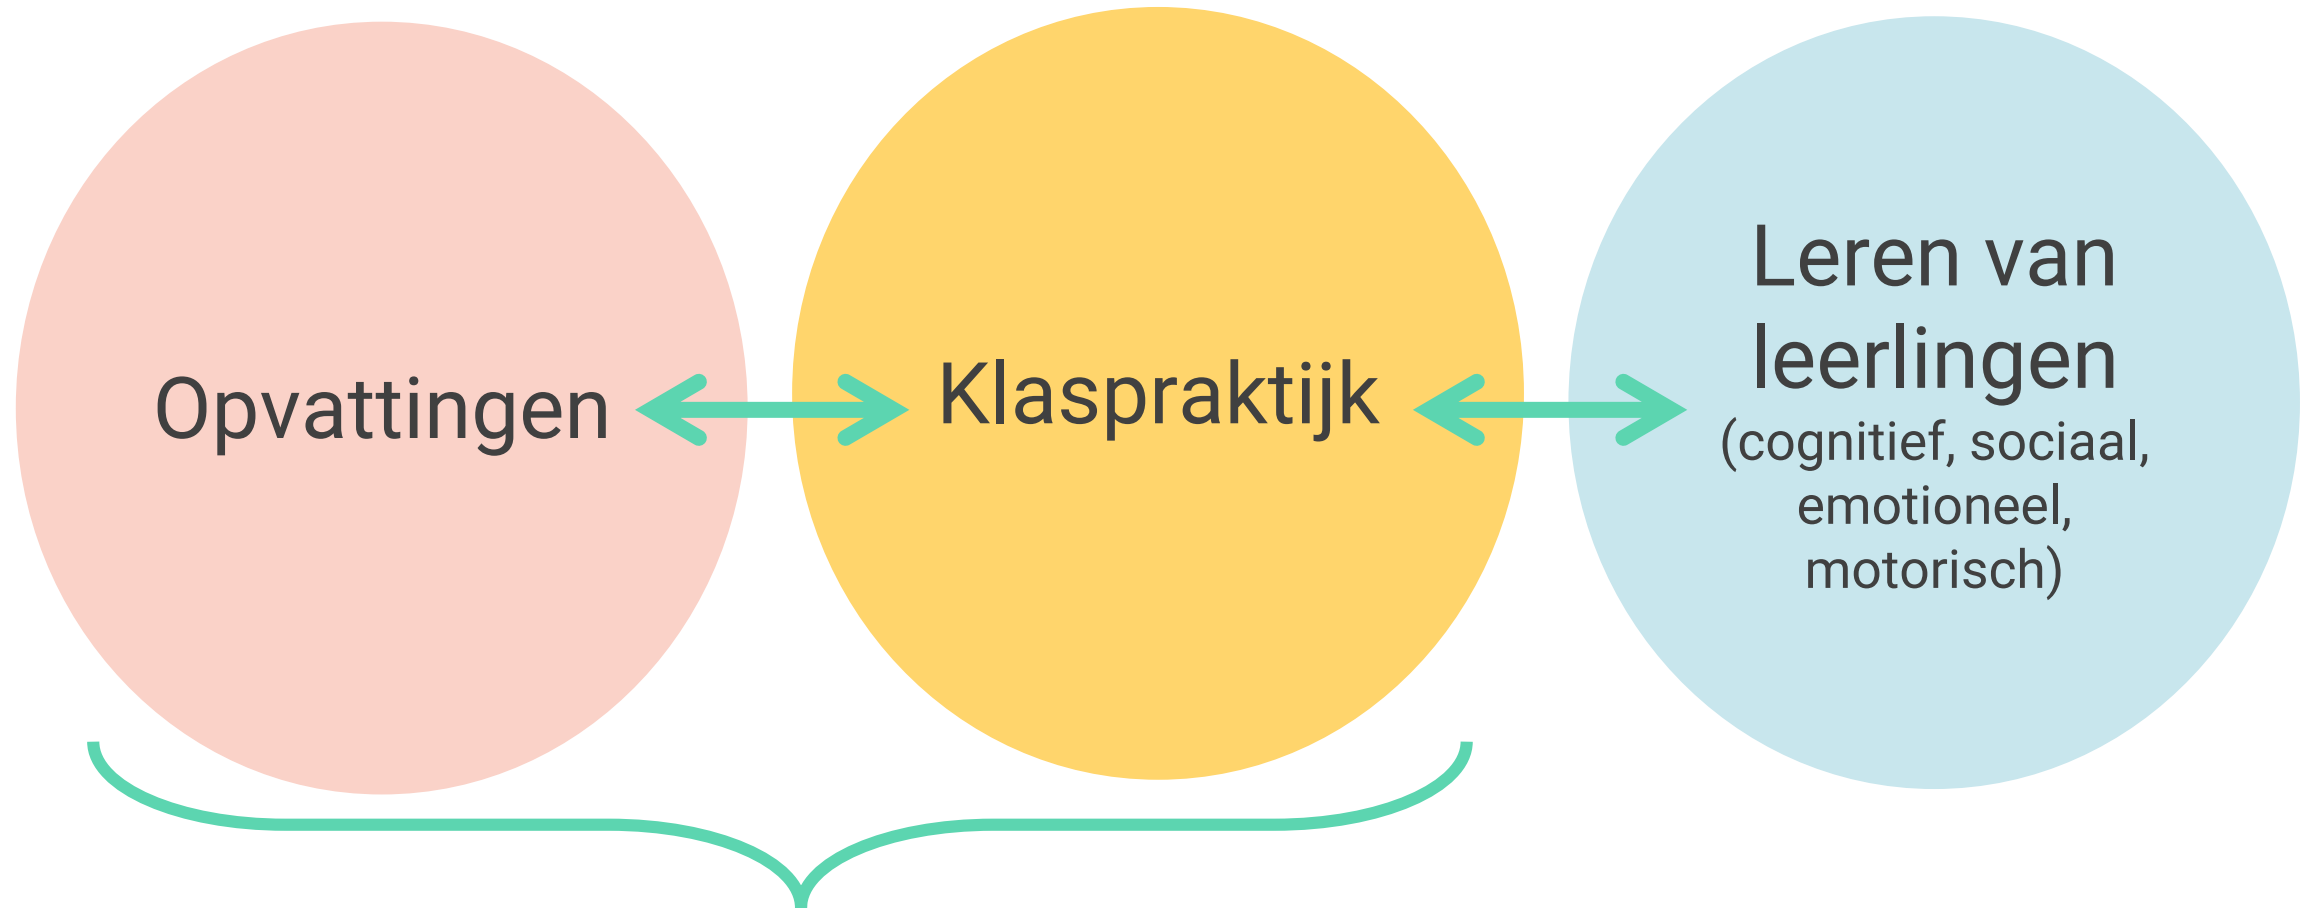 Opvattingen
Klaspraktijk
Leren van
leerlingen
(cognitief, sociaal,
emotioneel,
motorisch)